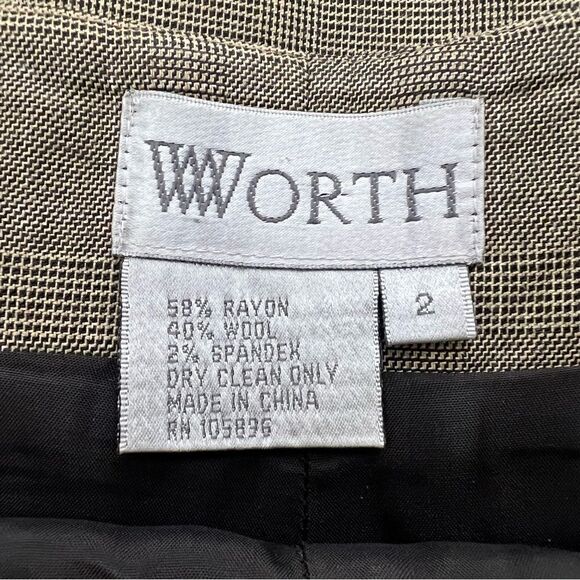 WORTH
2
58% RAYON
40% WOOL
2% SPANDEX
DRY CLEAN ONLY
MADE IN CHINA
RN 105896